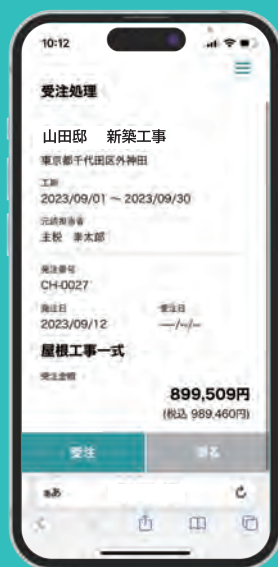 10:12
受注処理
山田邸 新築工事
東京都千代田区外神田
工期
2023/09/01 ~ 2023/09/30
元請担当者
主税 孝太郎
発注番号
CH-0027
発注日 受注日
2023/09/12 ---/--/--
屋根工事一式
受注金額
899,509円
(税込 989,460円)
受注
ぁあ